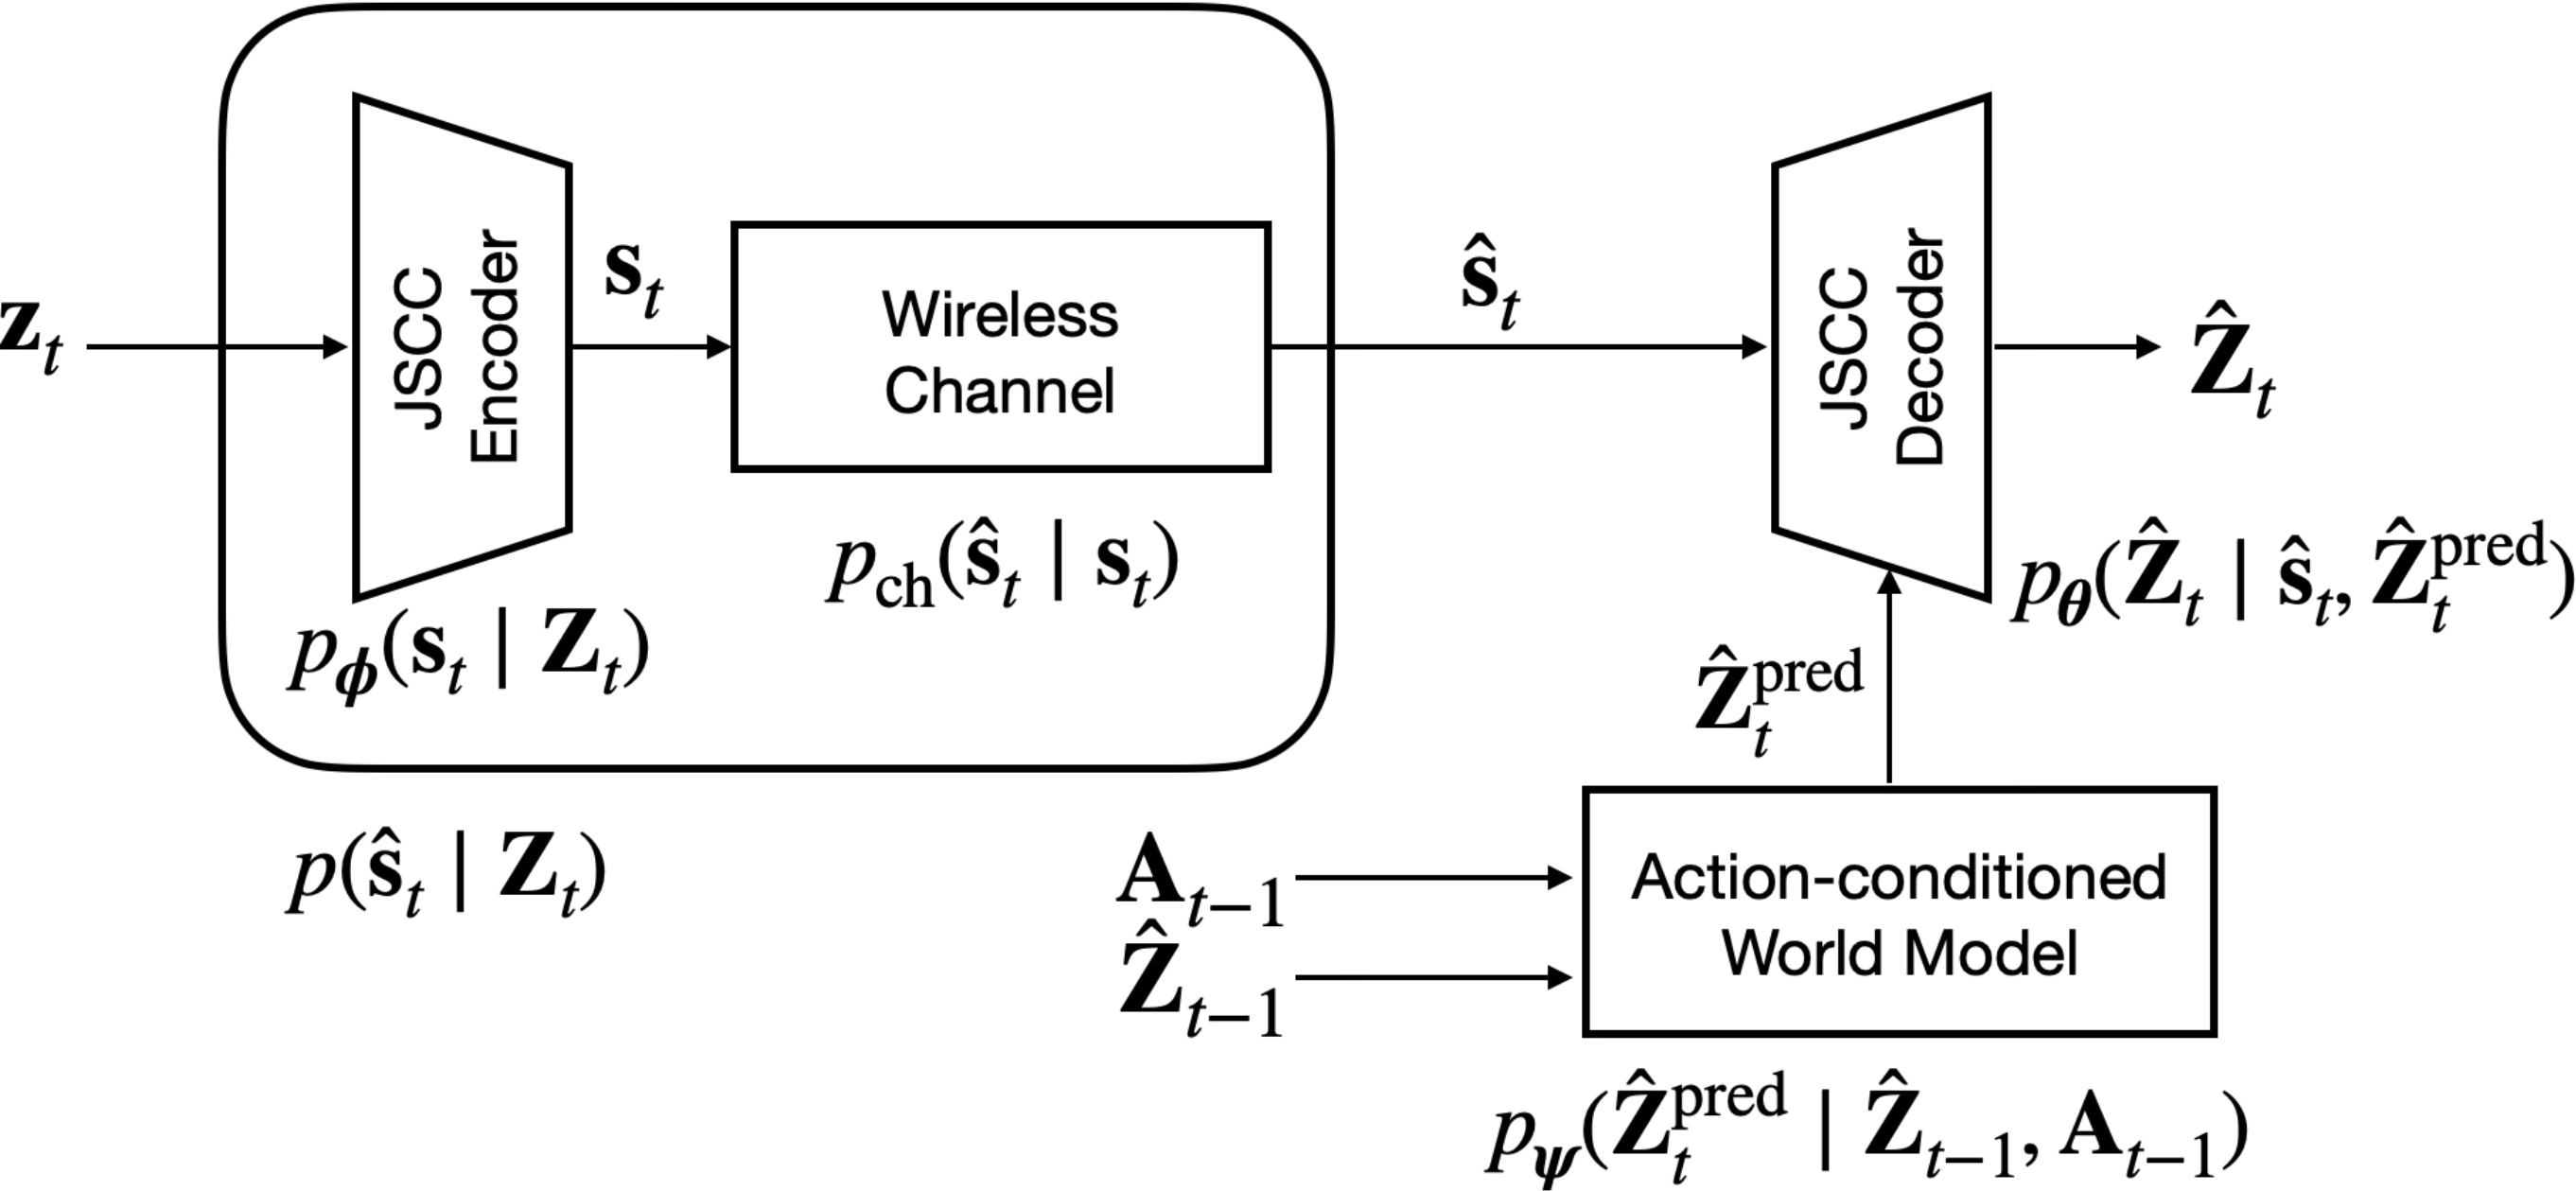 𝐙_t
JSCC
Encoder
𝐬_t
Wireless
Channel
𝐬̂_t
JSCC
Decoder
𝐙̂_t
p_ϕ(𝐬_t | 𝐙_t)
p_ch(𝐬̂_t | 𝐬_t)
p_θ(𝐙̂_t | 𝐬̂_t, 𝐙̂_t^pred)
𝐙̂_t^pred
p(𝐬̂_t | 𝐙_t)
𝐀_{t−1}
𝐙̂_{t−1}
Action-conditioned
World Model
p_ψ(𝐙̂_t^pred | 𝐙̂_{t−1}, 𝐀_{t−1})